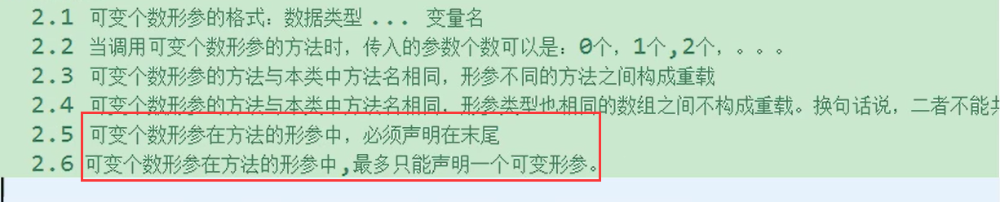 2.1 可变个数形参的格式：数据类型 ... 变量名
2.2 当调用可变个数形参的方法时，传入的参数个数可以是：0个，1个,2个，。。。
2.3 可变个数形参的方法与本类中方法名相同，形参不同的方法之间构成重载
2.4 可变个数形参的方法与本类中方法名相同，形参类型也相同的数组之间不构成重载。换句话说，二者不能共
2.5 可变个数形参在方法的形参中，必须声明在末尾
2.6 可变个数形参在方法的形参中,最多只能声明一个可变形参。